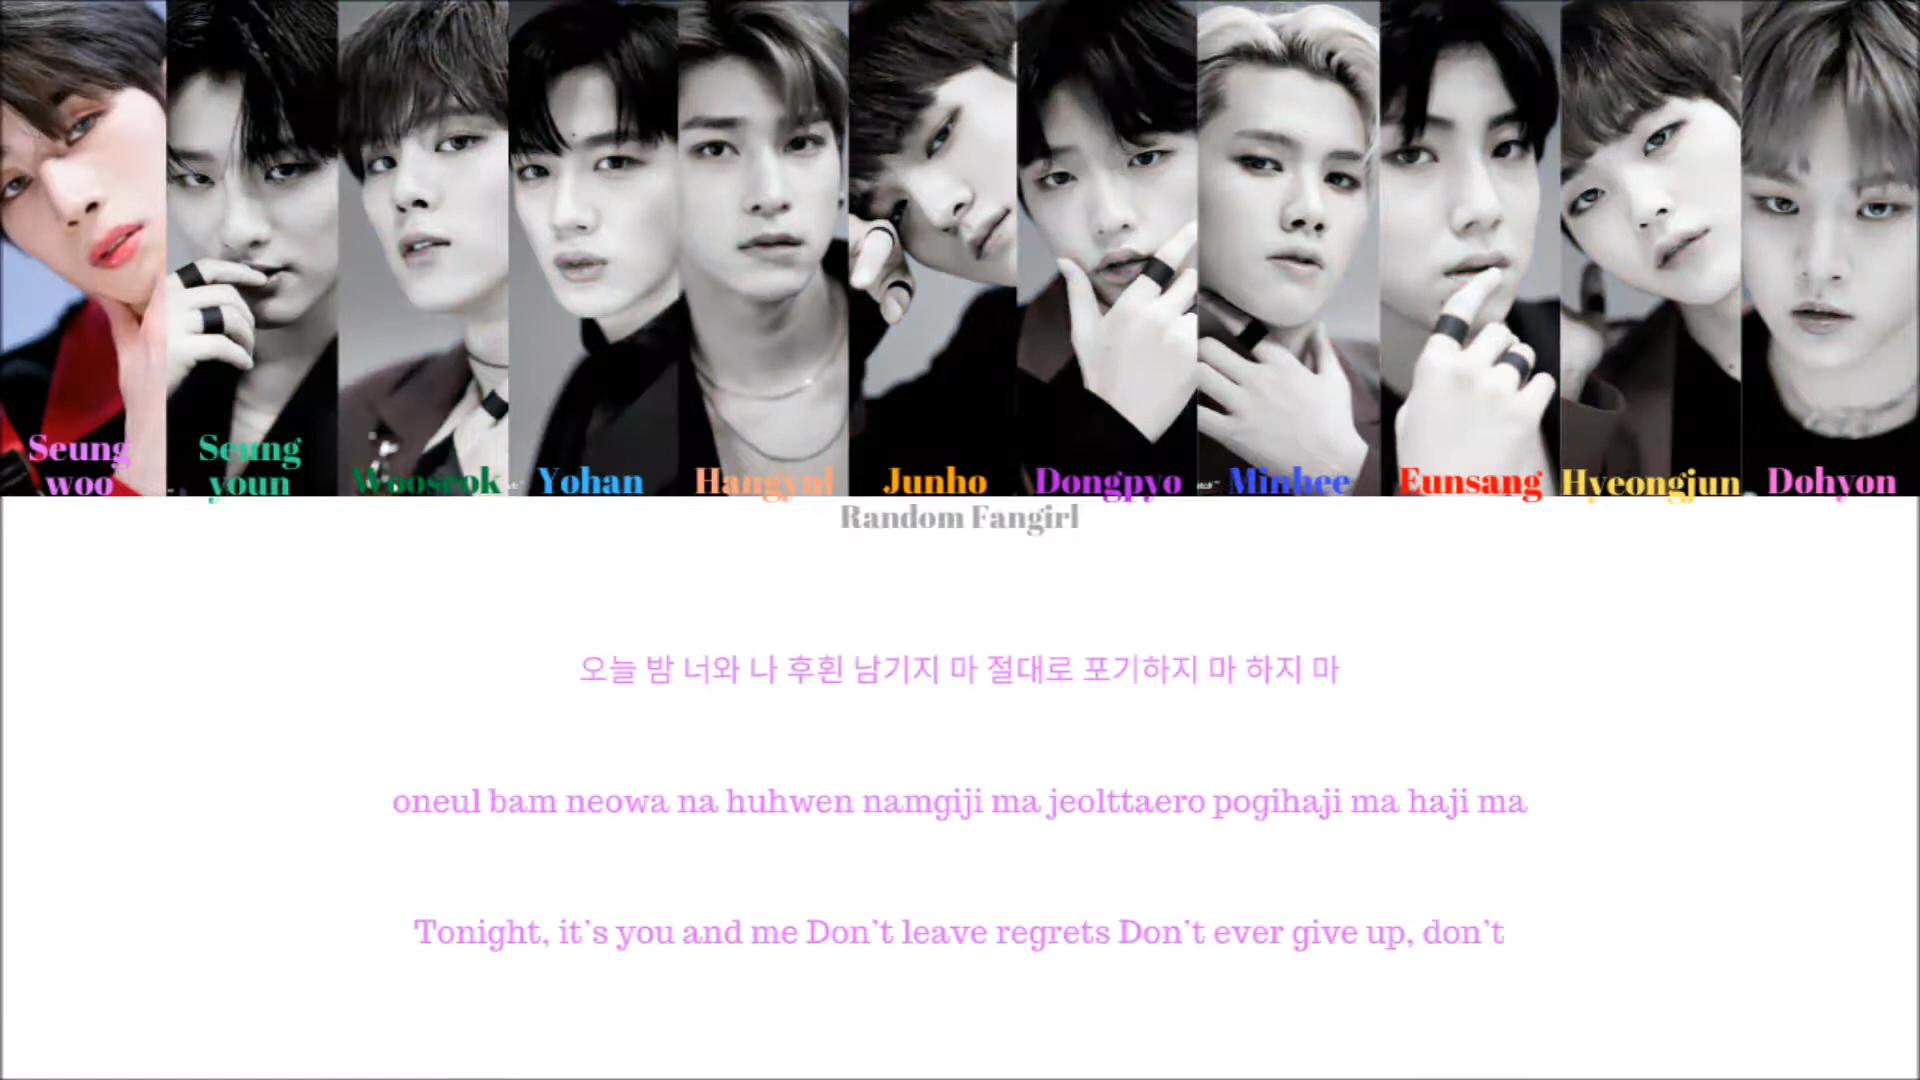 Seung
woo
Seung
youn
Wooseok
Yohan
Hangyul
Junho
Dongpyo
Minhee
Eunsang
Hyeongjun
Dohyon
Random Fangirl
오늘 밤 너와 나 후횐 남기지 마 절대로 포기하지 마 하지 마
oneul bam neowa na huhwen namgiji ma jeolttaero pogihaji ma haji ma
Tonight, it's you and me Don't leave regrets Don't ever give up, don't